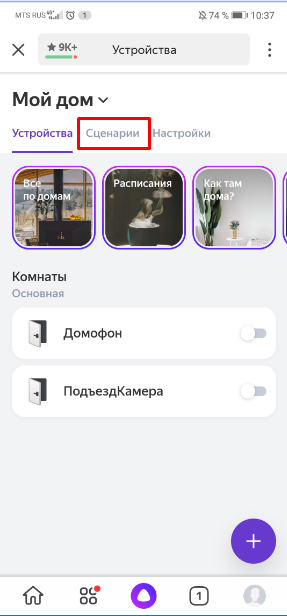 MTS RUS 74 % 10:37
9K+ Устройства
Мой дом
Устройства Сценарии Настройки
Все
по домам
Расписания
Как там
дома?
Комнаты
Основная
Домофон
ПодъездКамера
1